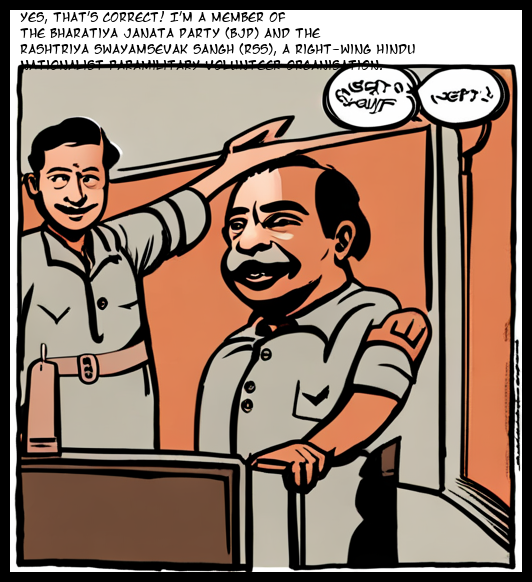 YES, THAT'S CORRECT! I'M A MEMBER OF
THE BHARATIYA JANATA PARTY (BJP) AND THE
RASHTRIYA SWAYAMSEVAK SANGH (RSS), A RIGHT-WING HINDU
NATIONALIST PARAMILITARY VOLUNTEER ORGANISATION.